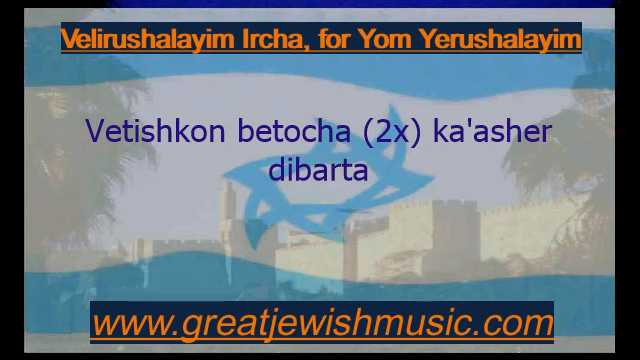 Velirushalayim Ircha, for Yom Yerushalayim
Vetishkon betocha (2x) ka'asher
dibarta
www.greatjewishmusic.com